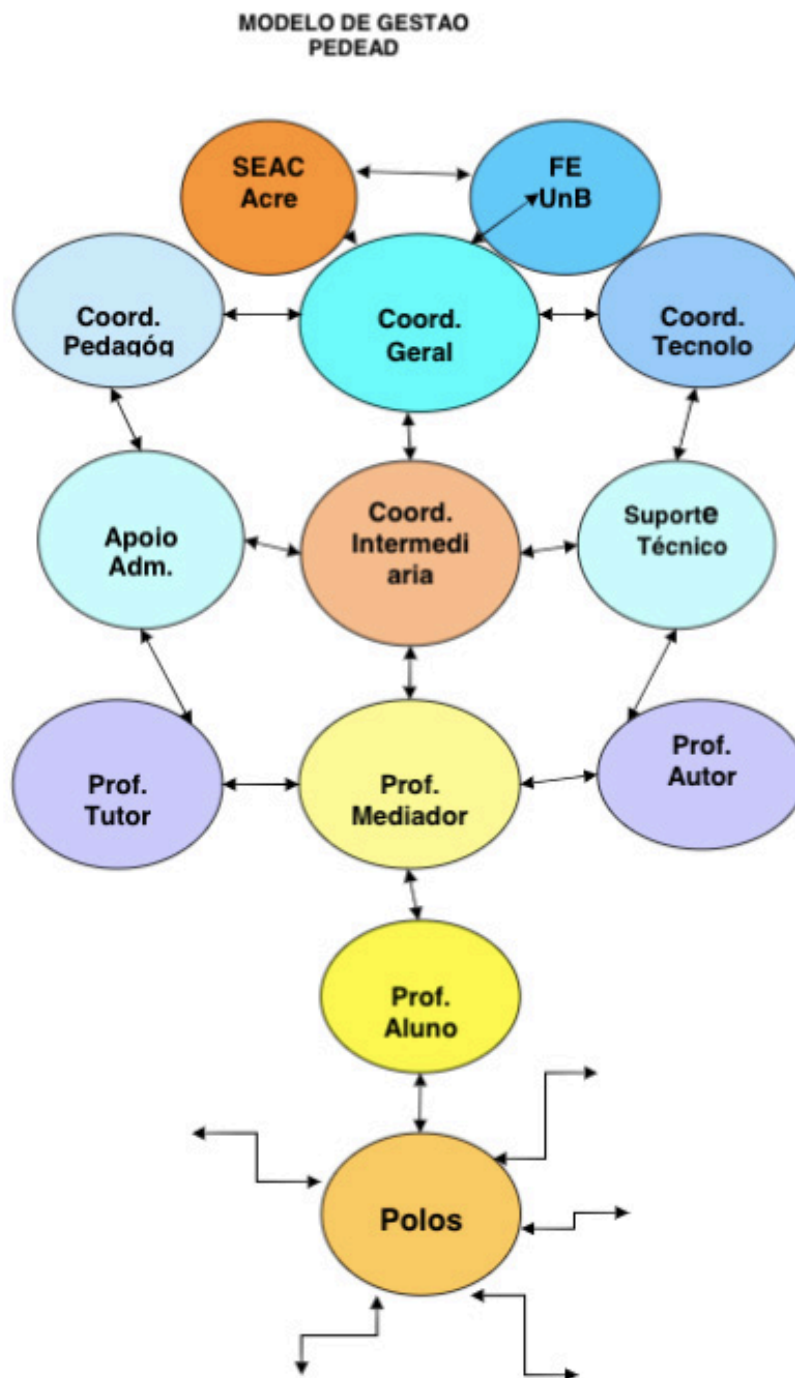 MODELO DE GESTAO
PEDEAD
SEAC
Acre
FE
UnB
Coord.
Pedagóg
Coord.
Geral
Coord.
Tecnolo
Apoio
Adm.
Coord.
Intermedi
aria
Suporte
Técnico
Prof.
Tutor
Prof.
Mediador
Prof.
Autor
Prof.
Aluno
Polos